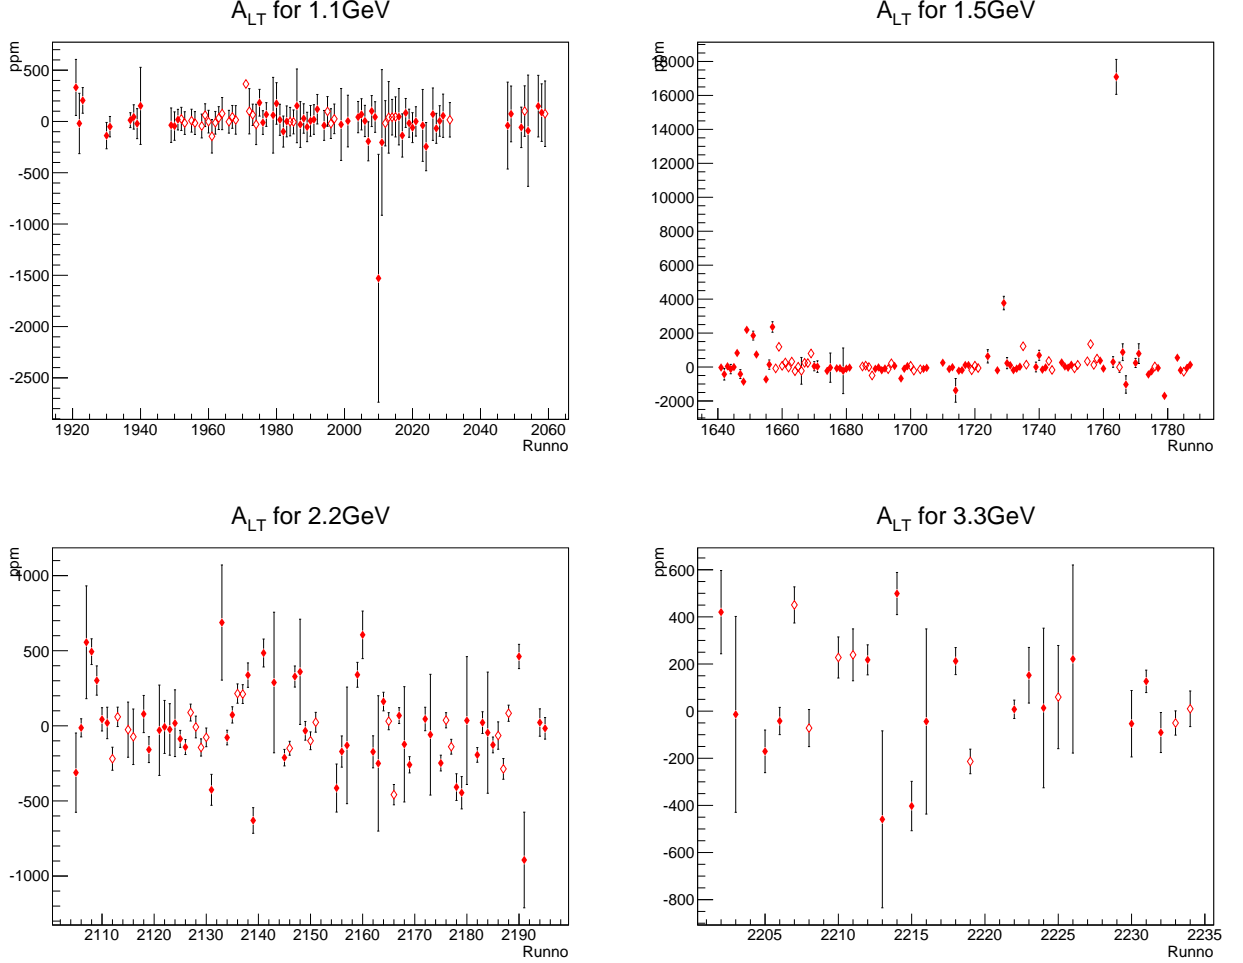 A_LT for 1.1GeV
ppm
500
0
-500
-1000
-1500
-2000
-2500
1920 1940 1960 1980 2000 2020 2040 2060
Runno
A_LT for 1.5GeV
ppm
18000
16000
14000
12000
10000
8000
6000
4000
2000
0
-2000
1640 1660 1680 1700 1720 1740 1760 1780
Runno
A_LT for 2.2GeV
ppm
1000
500
0
-500
-1000
2110 2120 2130 2140 2150 2160 2170 2180 2190
Runno
A_LT for 3.3GeV
ppm
600
400
200
0
-200
-400
-600
-800
2205 2210 2215 2220 2225 2230 2235
Runno